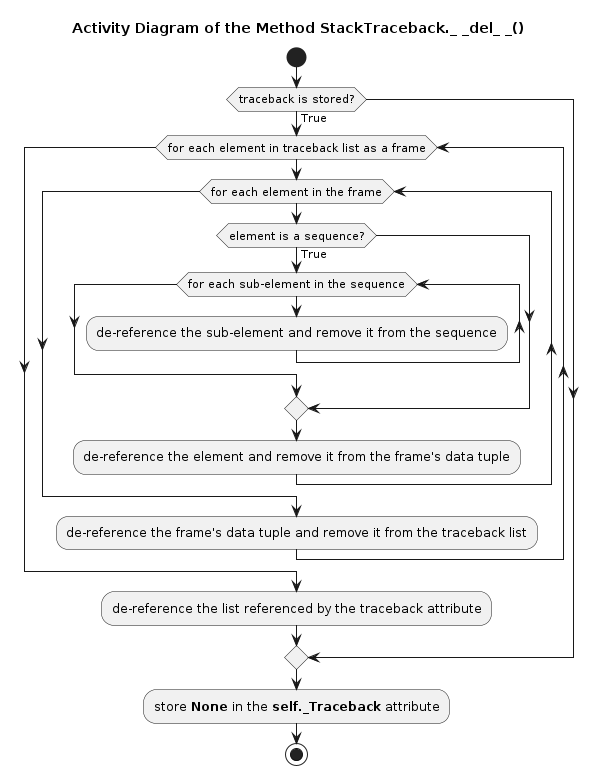 Activity Diagram of the Method StackTraceback._ _del_ _()
traceback is stored?
True
for each element in traceback list as a frame
for each element in the frame
element is a sequence?
True
for each sub-element in the sequence
de-reference the sub-element and remove it from the sequence
de-reference the element and remove it from the frame's data tuple
de-reference the frame's data tuple and remove it from the traceback list
de-reference the list referenced by the traceback attribute
store None in the self._Traceback attribute